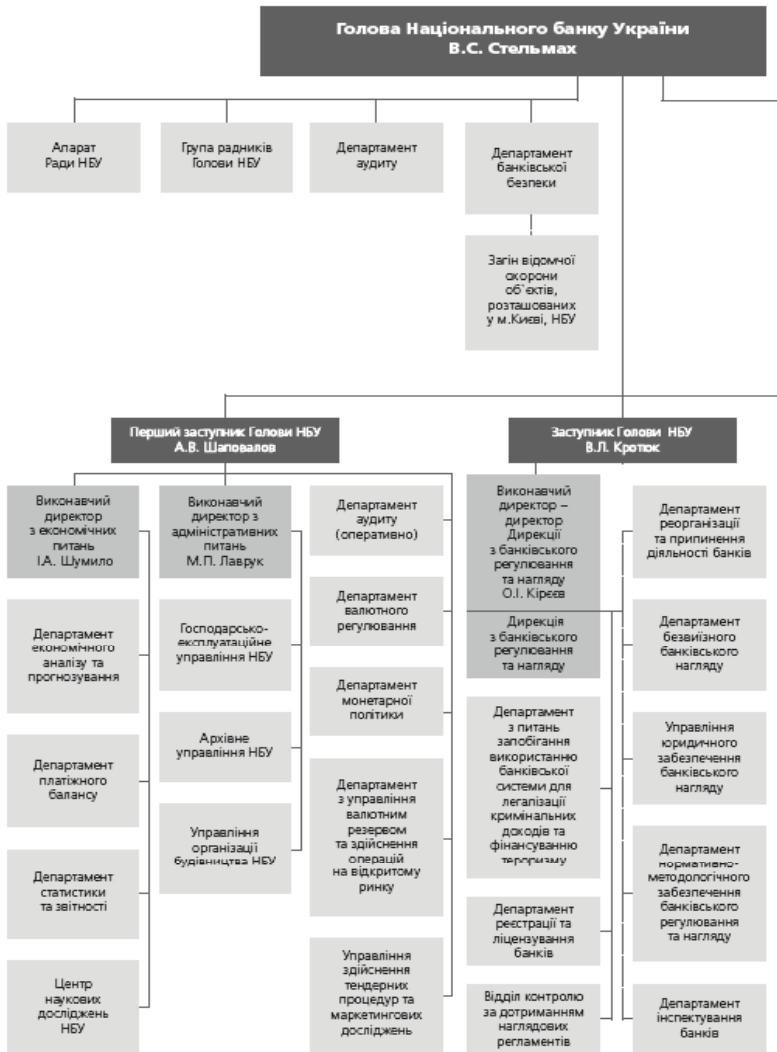 Голова Національного банку України
В.С. Стельмах
Апарат
Ради НБУ
Група радників
Голови НБУ
Департамент
аудиту
Департамент
банківської
безпеки
Загін відомчої
охорони
об`єктів,
розташованих
у м.Києві, НБУ
Перший заступник Голови НБУ
А.В. Шаповалов
Заступник Голови НБУ
В.Л. Кротюк
Виконавчий
директор
з економічних
питань
І.А. Шумило
Департамент
економічного
аналізу та
прогнозування
Департамент
платіжного
балансу
Департамент
статистики
та звітності
Центр
наукових
досліджень
НБУ
Виконавчий
директор з
адміністративних
питань
М.П. Лаврук
Господарсько-
експлуатаційне
управління НБУ
Архівне
управління НБУ
Управління
організації
будівництва НБУ
Департамент
аудиту
(оперативно)
Департамент
валютного
регулювання
Департамент
монетарної
політики
Департамент
з управління
валютним
резервом
та здійснення
операцій
на відкритому
ринку
Управління
здійснення
тендерних
процедур та
маркетингових
досліджень
Виконавчий
директор –
директор
Дирекції
з банківського
регулювання
та нагляду
О.І. Кірєєв
Дирекція
з банківського
регулювання
та нагляду
Департамент
з питань
запобігання
використанню
банківської
системи для
легалізації
кримінальних
доходів та
фінансуванню
тероризму
Департамент
реєстрації та
ліцензування
банків
Відділ контролю
за дотриманням
наглядових
регламентів
Департамент
реорганізації
та припинення
діяльності банків
Департамент
безвиїзного
банківського
нагляду
Управління
юридичного
забезпечення
банківського
нагляду
Департамент
нормативно-
методологічного
забезпечення
банківського
регулювання
та нагляду
Департамент
інспектування
банків